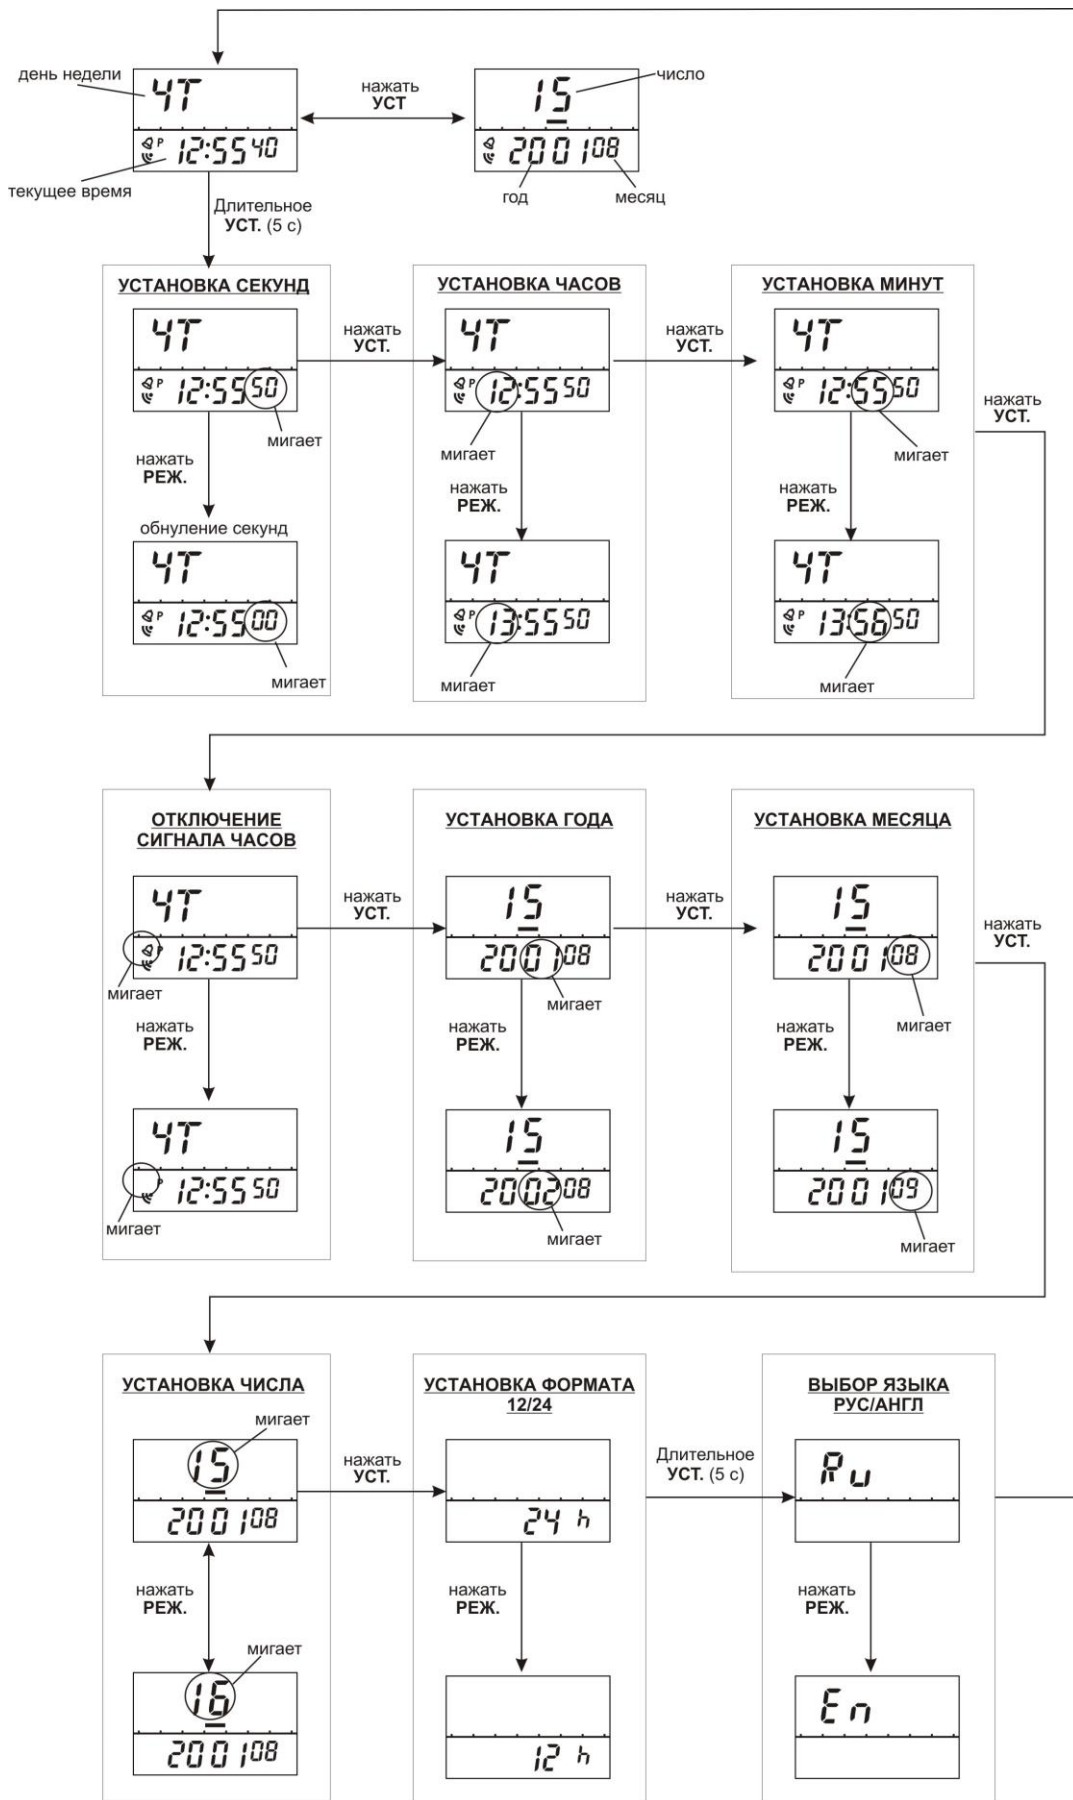 день недели
ЧТ
12:55 40
текущее время
нажать
УСТ
15
число
2001 08
год
месяц
Длительное
УСТ. (5 с)
УСТАНОВКА СЕКУНД
ЧТ
P 12:55 50
мигает
нажать
РЕЖ.
обнуление секунд
ЧТ
P 12:55 00
мигает
нажать
УСТ.
УСТАНОВКА ЧАСОВ
ЧТ
P 12:55 50
мигает
нажать
РЕЖ.
ЧТ
P 13:55 50
мигает
нажать
УСТ.
УСТАНОВКА МИНУТ
ЧТ
P 12:55 50
мигает
нажать
РЕЖ.
ЧТ
P 13:56 50
мигает
нажать
УСТ.
ОТКЛЮЧЕНИЕ
СИГНАЛА ЧАСОВ
ЧТ
P 12:55 50
мигает
нажать
РЕЖ.
ЧТ
P 12:55 50
мигает
нажать
УСТ.
УСТАНОВКА ГОДА
15
2001 08
мигает
нажать
РЕЖ.
15
2002 08
мигает
нажать
УСТ.
УСТАНОВКА МЕСЯЦА
15
2001 08
мигает
нажать
РЕЖ.
15
2001 09
мигает
нажать
УСТ.
УСТАНОВКА ЧИСЛА
мигает
15
2001 08
нажать
РЕЖ.
мигает
16
2001 08
нажать
УСТ.
УСТАНОВКА ФОРМАТА
12/24
24 h
нажать
РЕЖ.
12 h
Длительное
УСТ. (5 с)
ВЫБОР ЯЗЫКА
РУС/АНГЛ
Ru
нажать
РЕЖ.
En